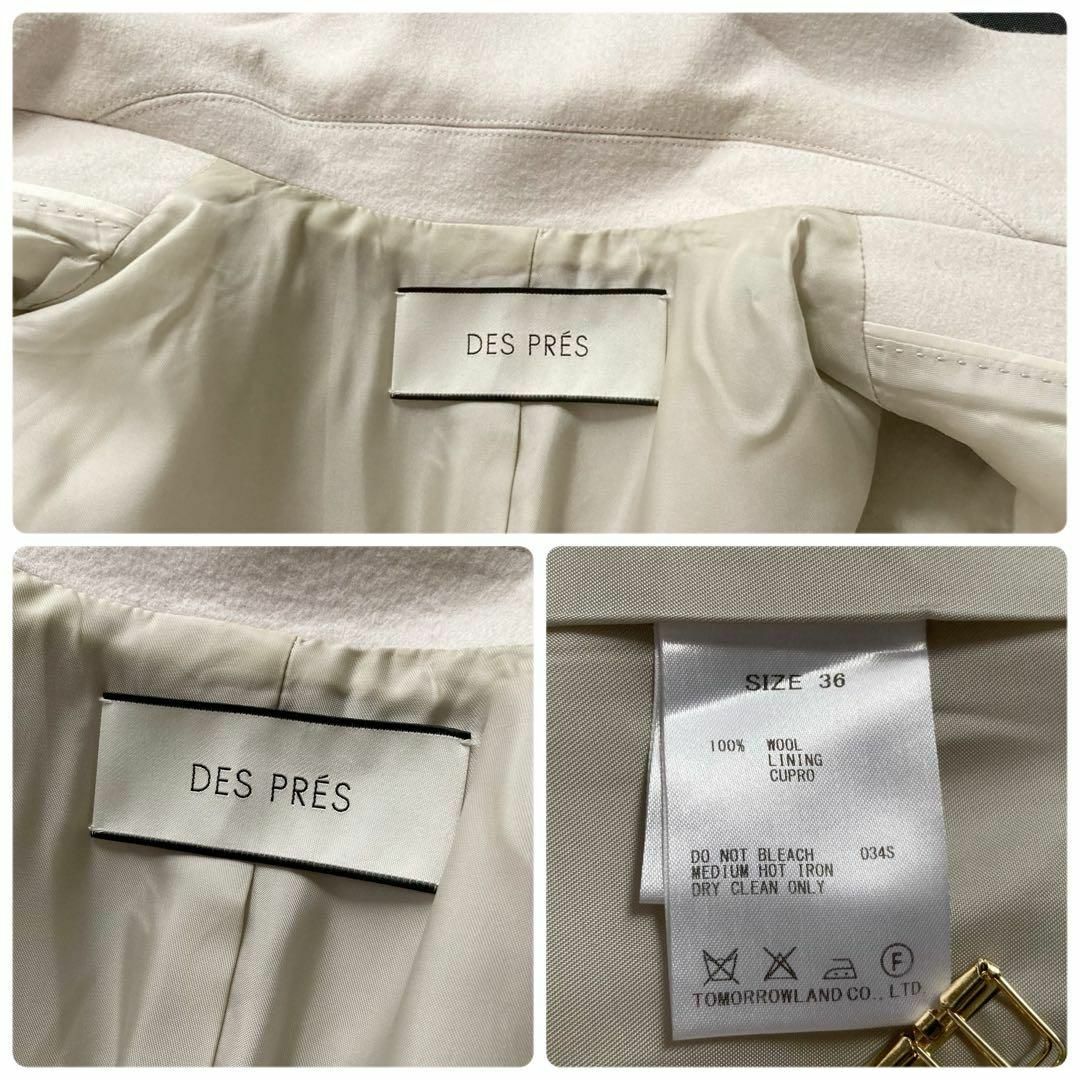 DES PRÉS
DES PRÉS
SIZE 36
100% WOOL
LINING
CUPRO
DO NOT BLEACH 034S
MEDIUM HOT IRON
DRY CLEAN ONLY
F
TOMORROWLAND CO., LTD.